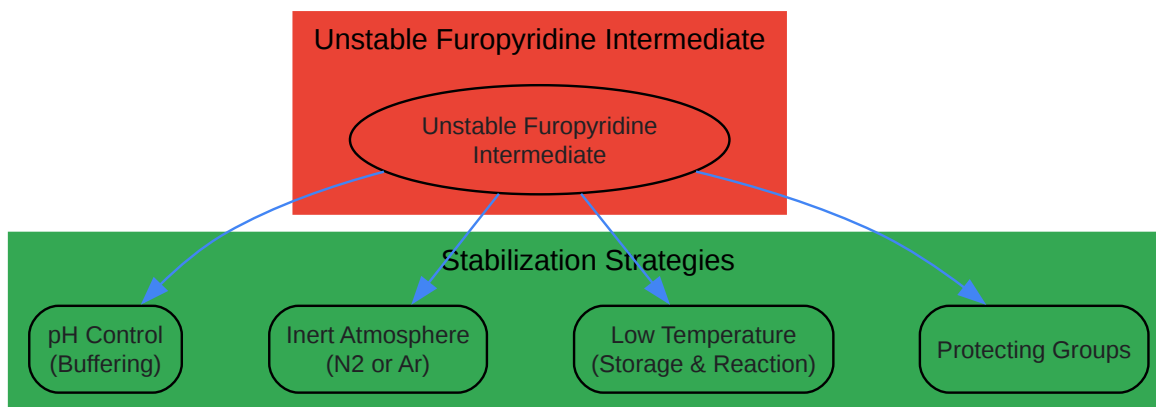 Unstable Furopyridine Intermediate
Unstable Furopyridine
Intermediate
Stabilization Strategies
pH Control
(Buffering)
Inert Atmosphere
(N2 or Ar)
Low Temperature
(Storage & Reaction)
Protecting Groups